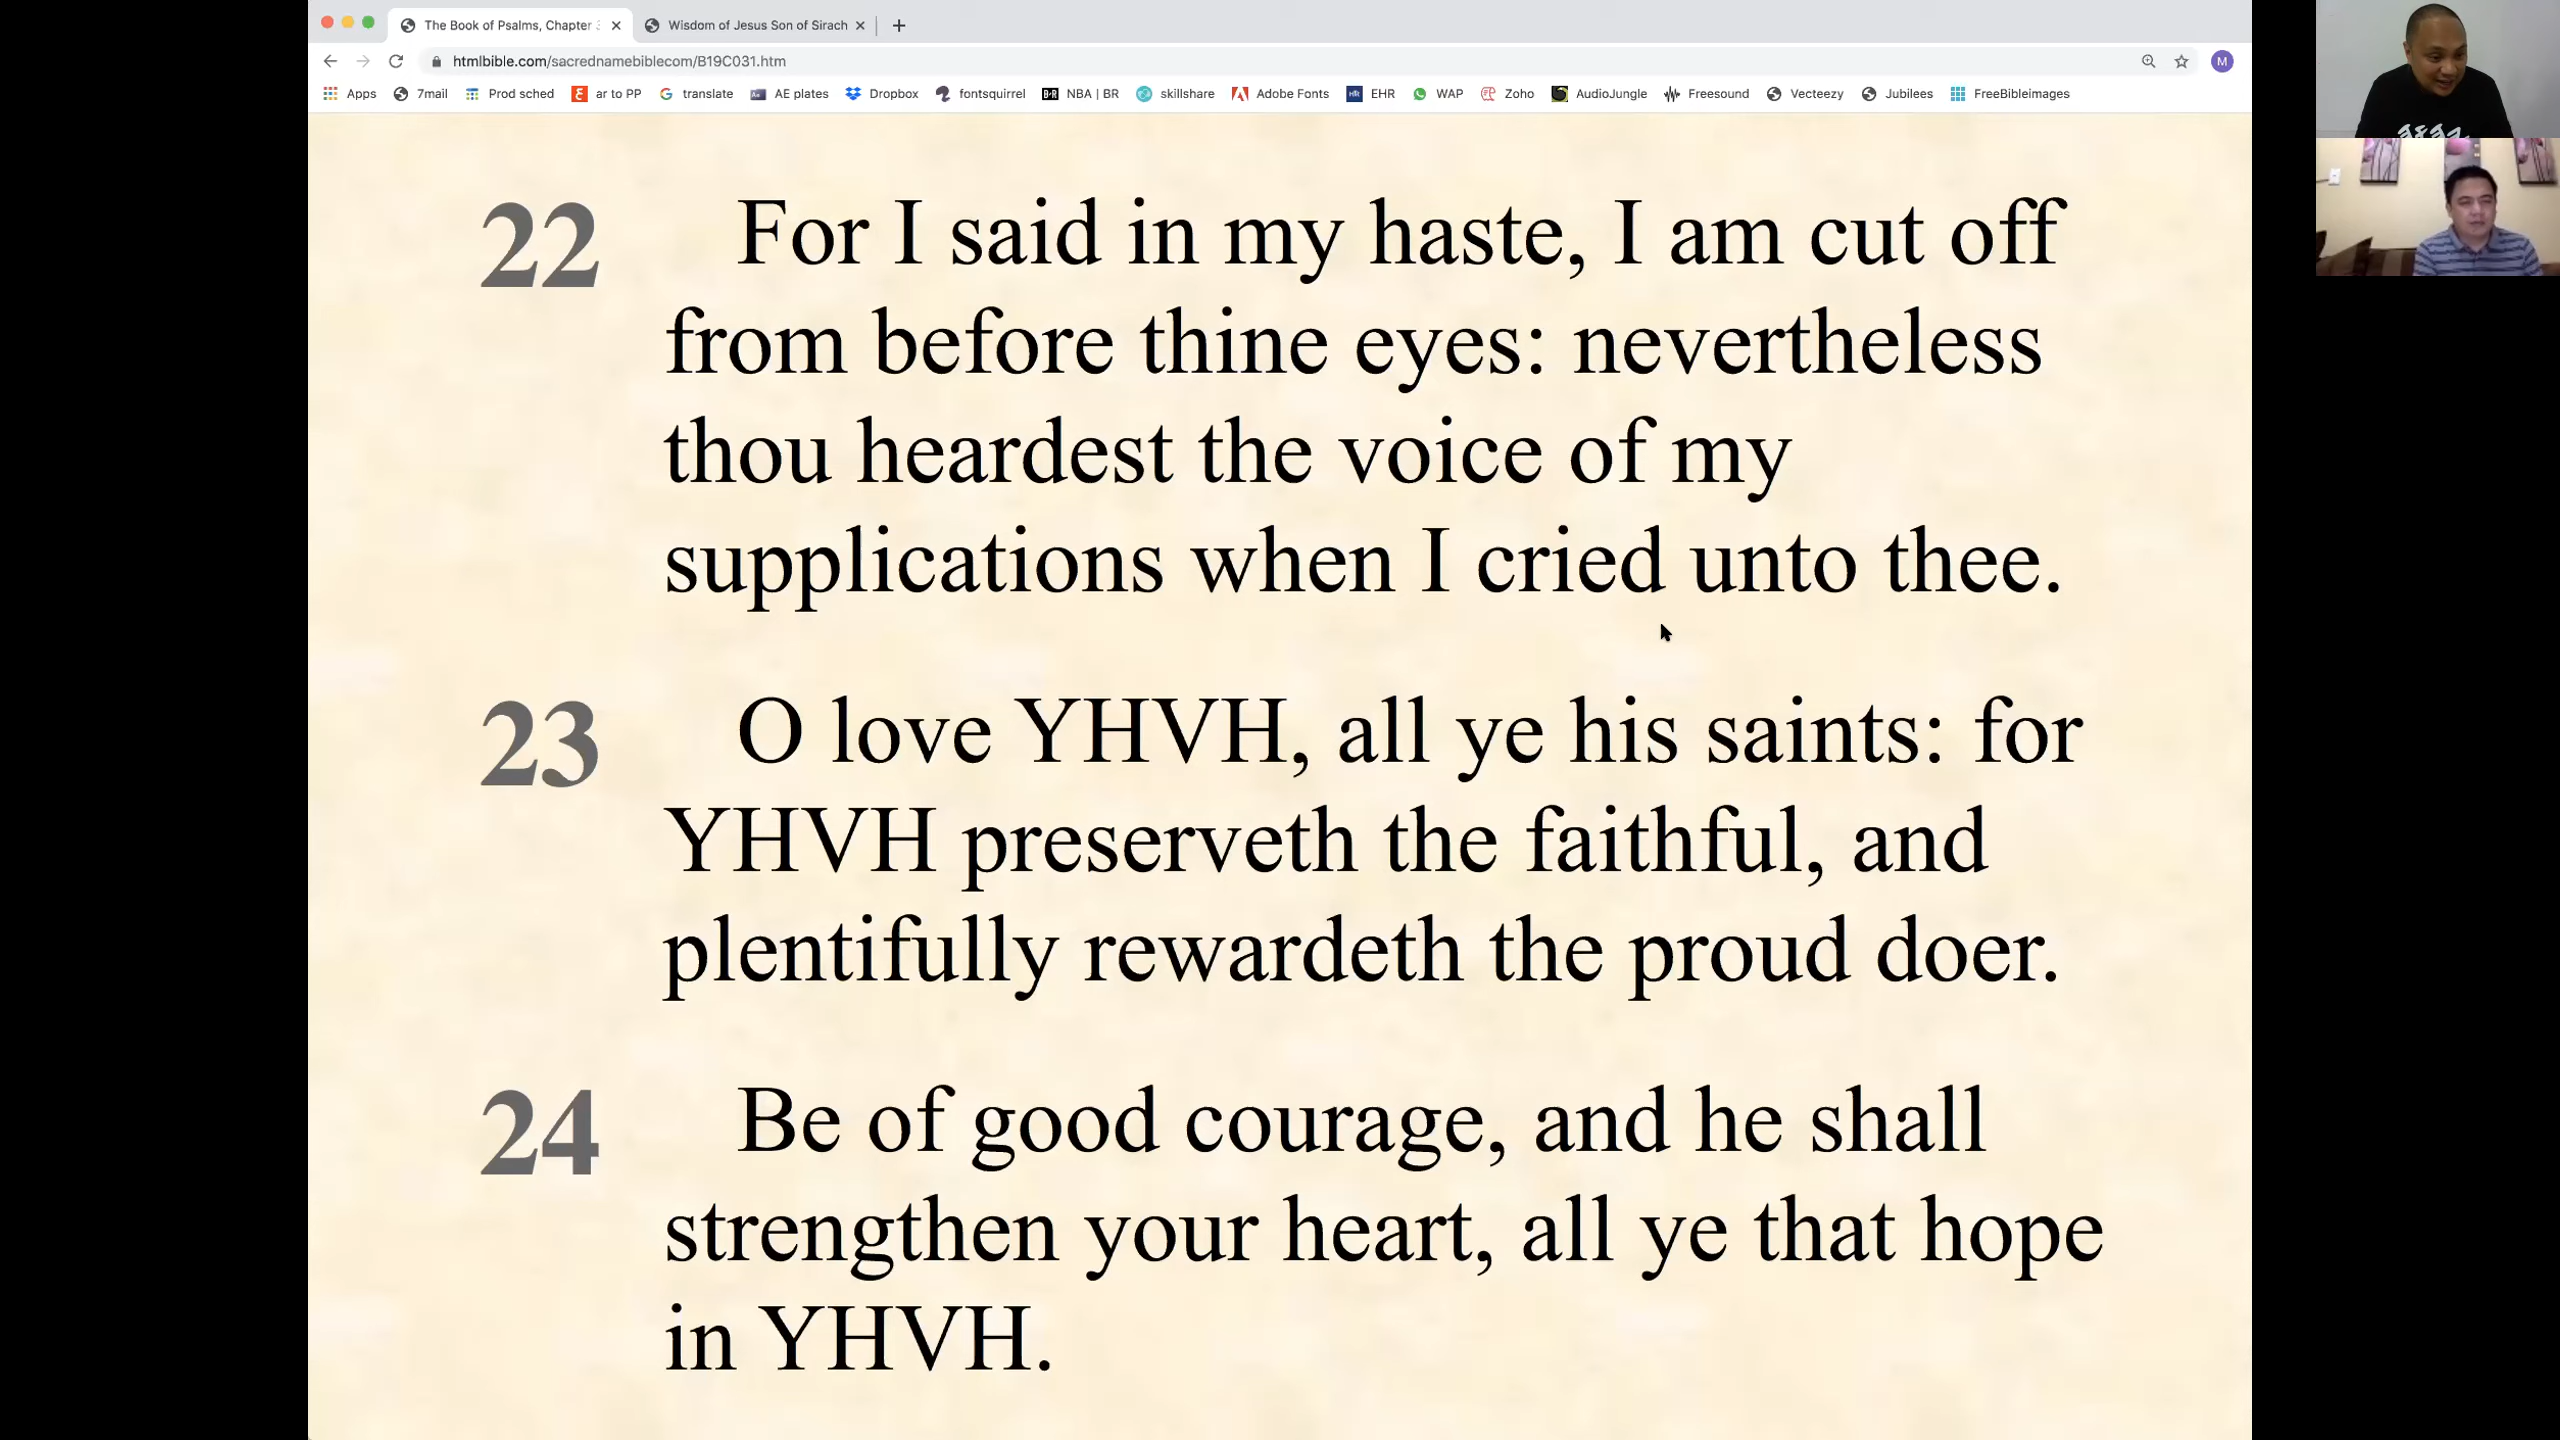 The Book of Psalms, Chapter
Wisdom of Jesus Son of Sirach
htmlbible.com/sacrednamebiblecom/B19C031.htm
M
Apps 7mail Prod sched ar to PP translate AE plates Dropbox fontsquirrel NBA | BR skillshare Adobe Fonts EHR WAP Zoho AudioJungle Freesound Vecteezy Jubilees FreeBibleimages
22 For I said in my haste, I am cut off
from before thine eyes: nevertheless
thou heardest the voice of my
supplications when I cried unto thee.
23 O love YHVH, all ye his saints: for
YHVH preserveth the faithful, and
plentifully rewardeth the proud doer.
24 Be of good courage, and he shall
strengthen your heart, all ye that hope
in YHVH.